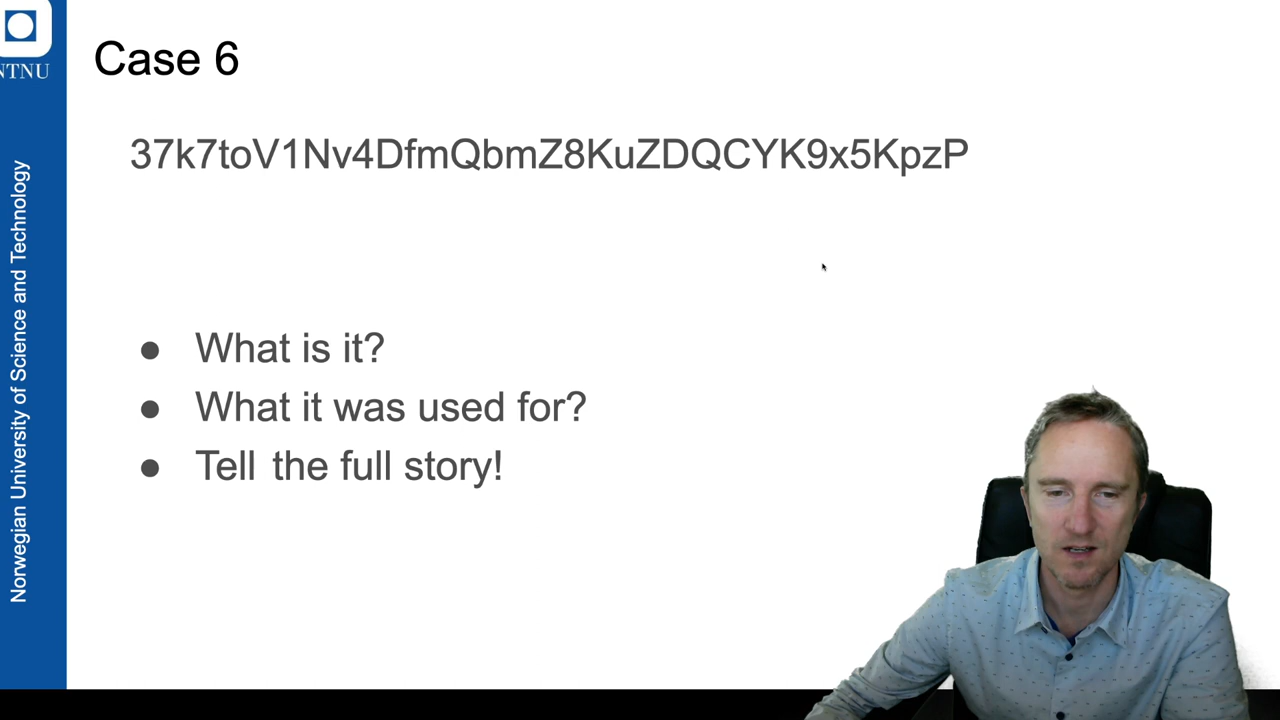 NTNU
Norwegian University of Science and Technology
Case 6
37k7toV1Nv4DfmQbmZ8KuZDQCYK9x5KpzP
● What is it?
● What it was used for?
● Tell the full story!